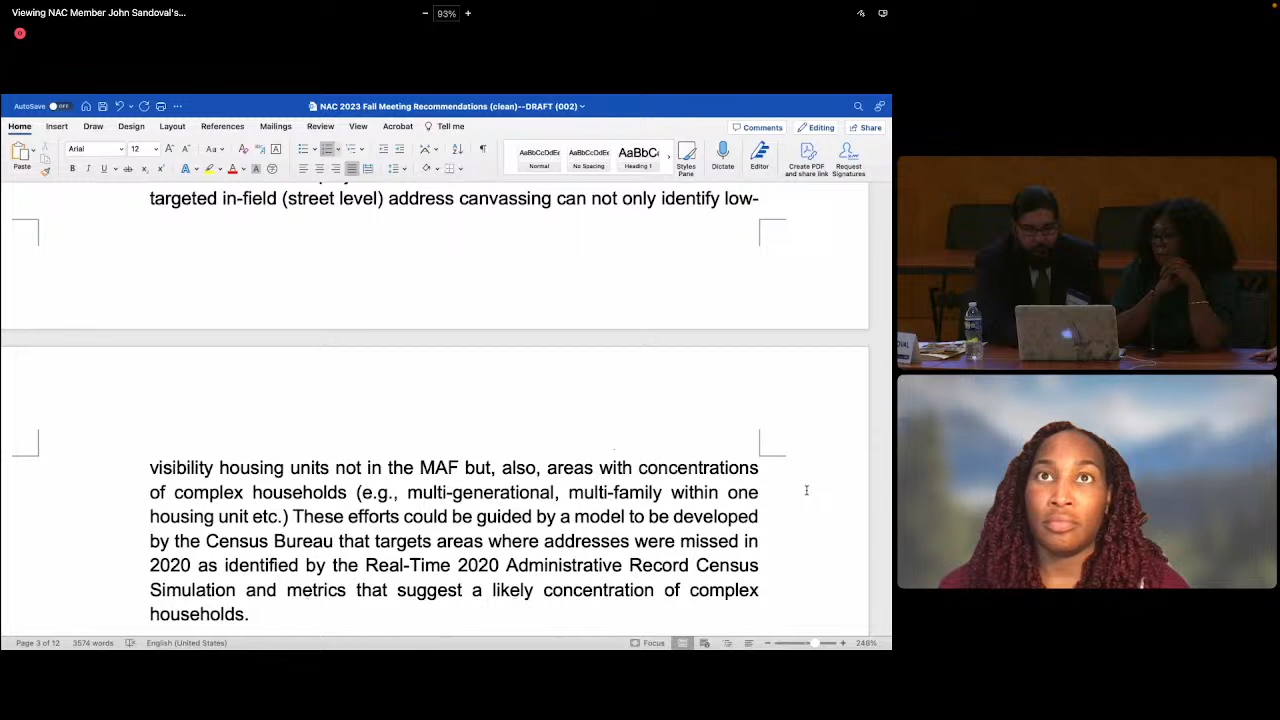 Viewing NAC Member John Sandoval's...
93%
AutoSave OFF
NAC 2023 Fall Meeting Recommendations (clean)--DRAFT (002)
Home Insert Draw Design Layout References Mailings Review View Acrobat Tell me
Comments Editing Share
Paste
Arial 12
AaBbCcDdEe AaBbCcDdEe AaBbCc
Normal No Spacing Heading 1
Styles Pane
Dictate
Editor
Create PDF and share link
Request Signatures
targeted in-field (street level) address canvassing can not only identify low-
visibility housing units not in the MAF but, also, areas with concentrations
of complex households (e.g., multi-generational, multi-family within one
housing unit etc.) These efforts could be guided by a model to be developed
by the Census Bureau that targets areas where addresses were missed in
2020 as identified by the Real-Time 2020 Administrative Record Census
Simulation and metrics that suggest a likely concentration of complex
households.
Page 3 of 12 3574 words English (United States) Focus 246%